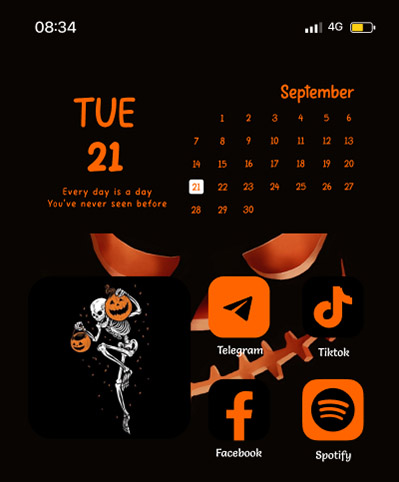 08:34
4G
September
TUE
21
Every day is a day
You've never seen before
1 2 3 4 5 6
7 8 9 10 11 12 13
14 15 16 17 18 19 20
21 22 23 24 25 26 27
28 29 30
Telegram
Tiktok
Facebook
Spotify